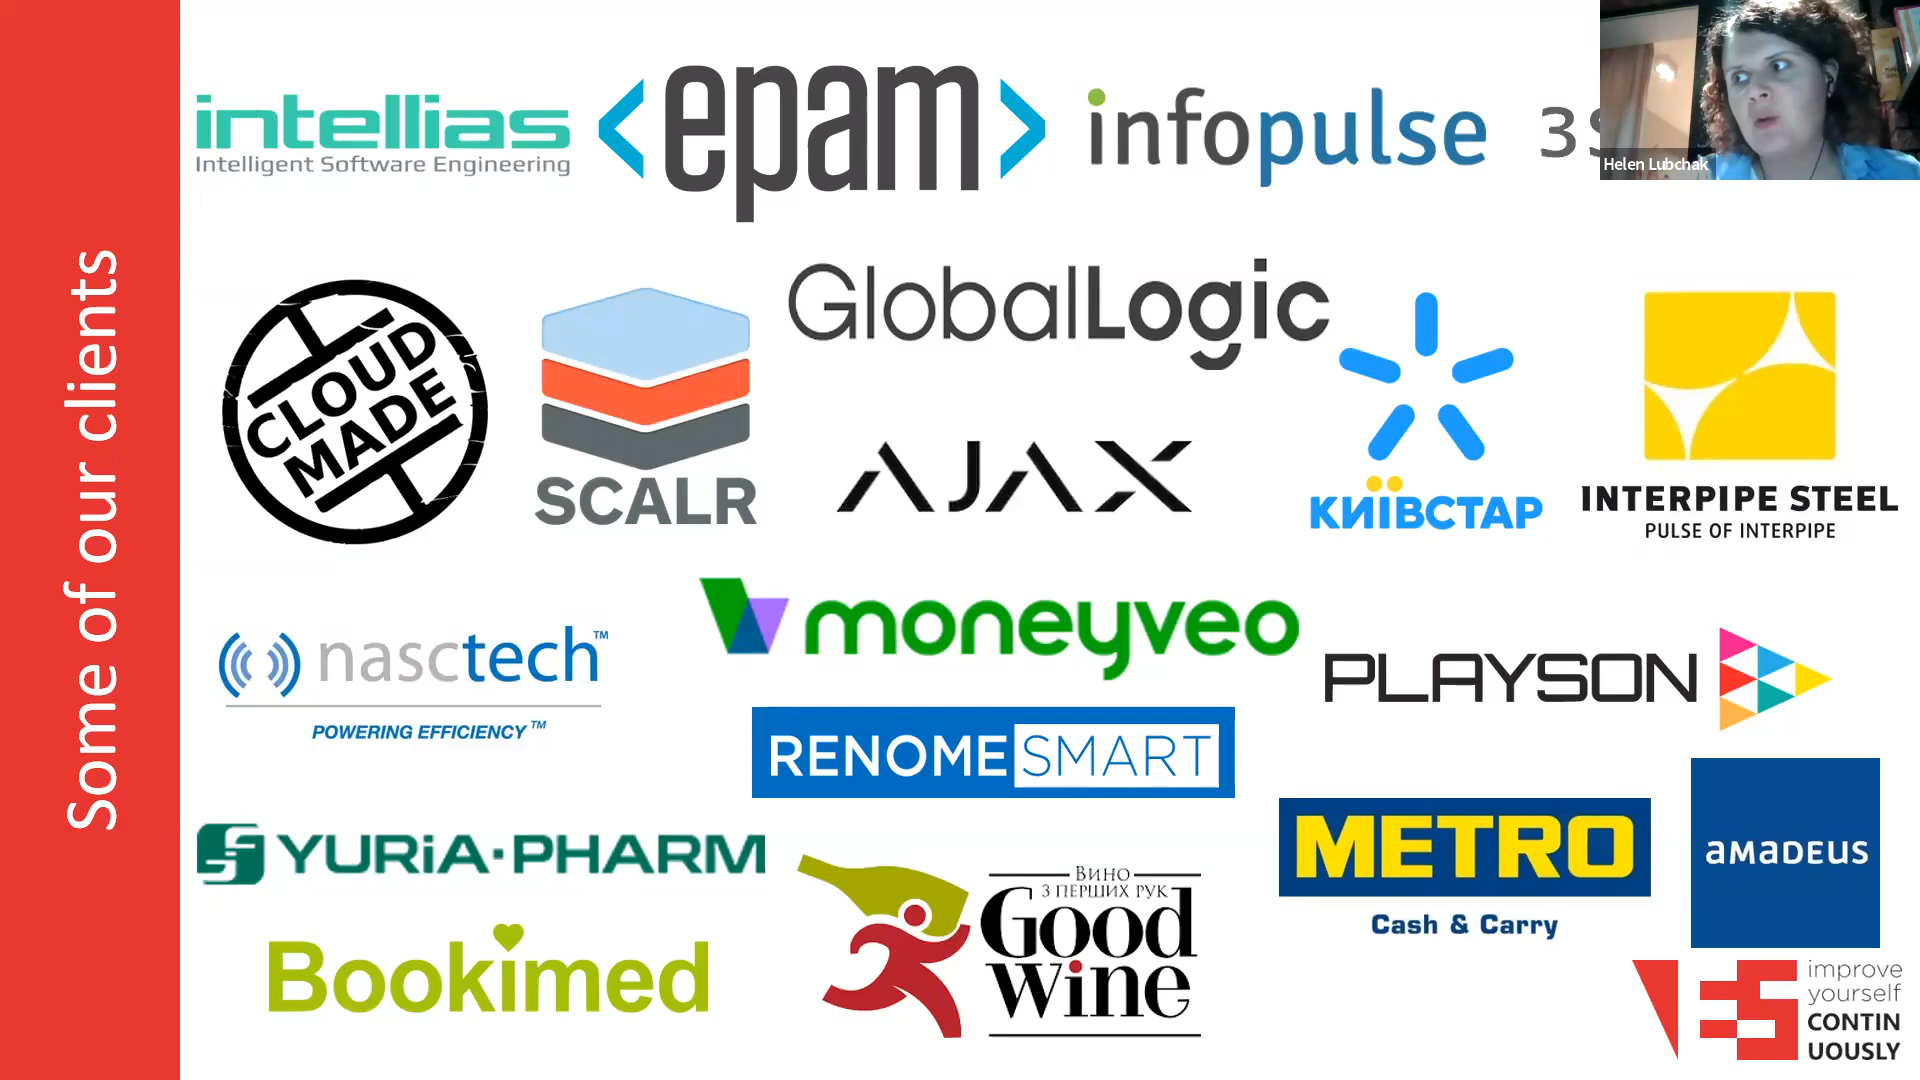 Some of our clients
intellias
Intelligent Software Engineering
<epam>
infopulse
3S
Helen Lubchak
CLOUD
MADE
SCALR
GlobalLogic
AJAX
КИЇВСТАР
INTERPIPE STEEL
PULSE OF INTERPIPE
nasctech™
POWERING EFFICIENCY™
moneyveo
PLAYSON
RENOME SMART
YURiA·PHARM
METRO
Cash & Carry
amadeus
Bookimed
Вино
з перших рук
Good
Wine
YES
improve
yourself
CONTIN
UOUSLY